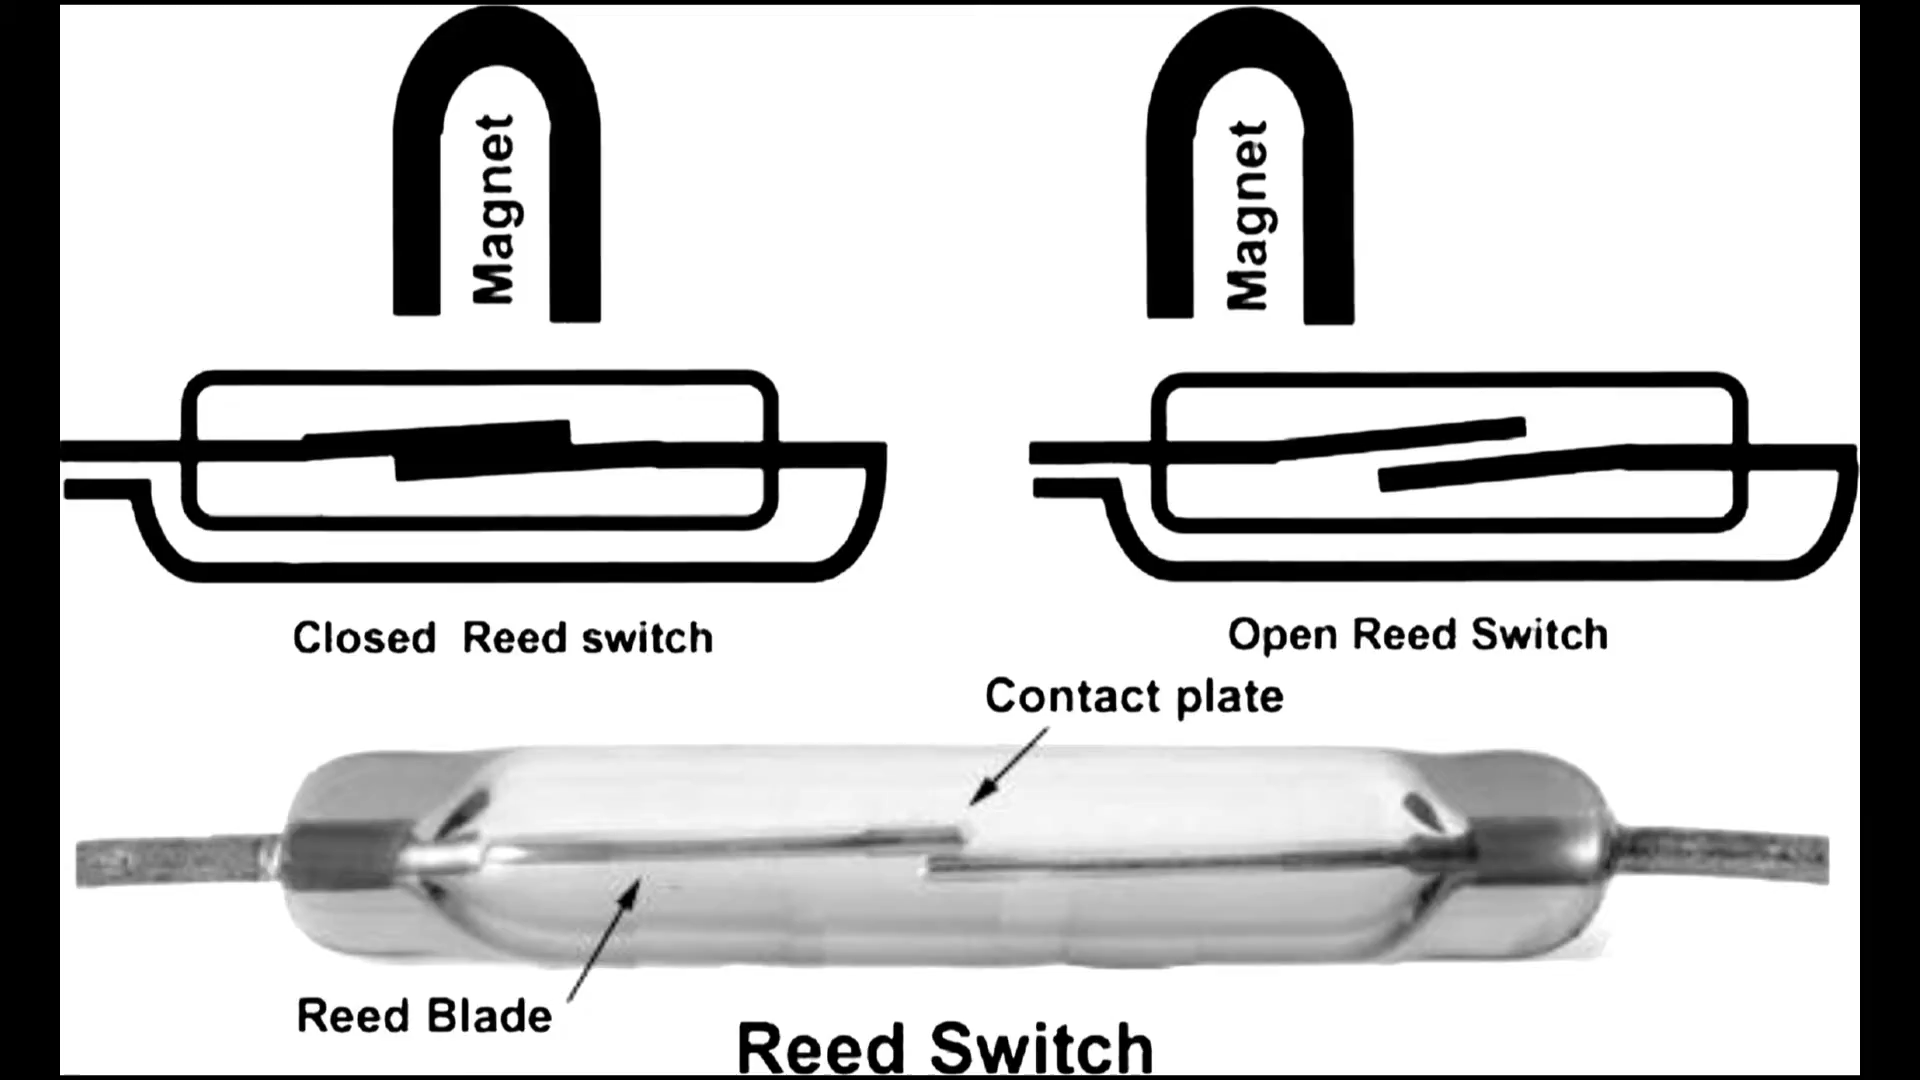 Magnet
Magnet
Closed Reed switch
Open Reed Switch
Contact plate
Reed Blade
Reed Switch